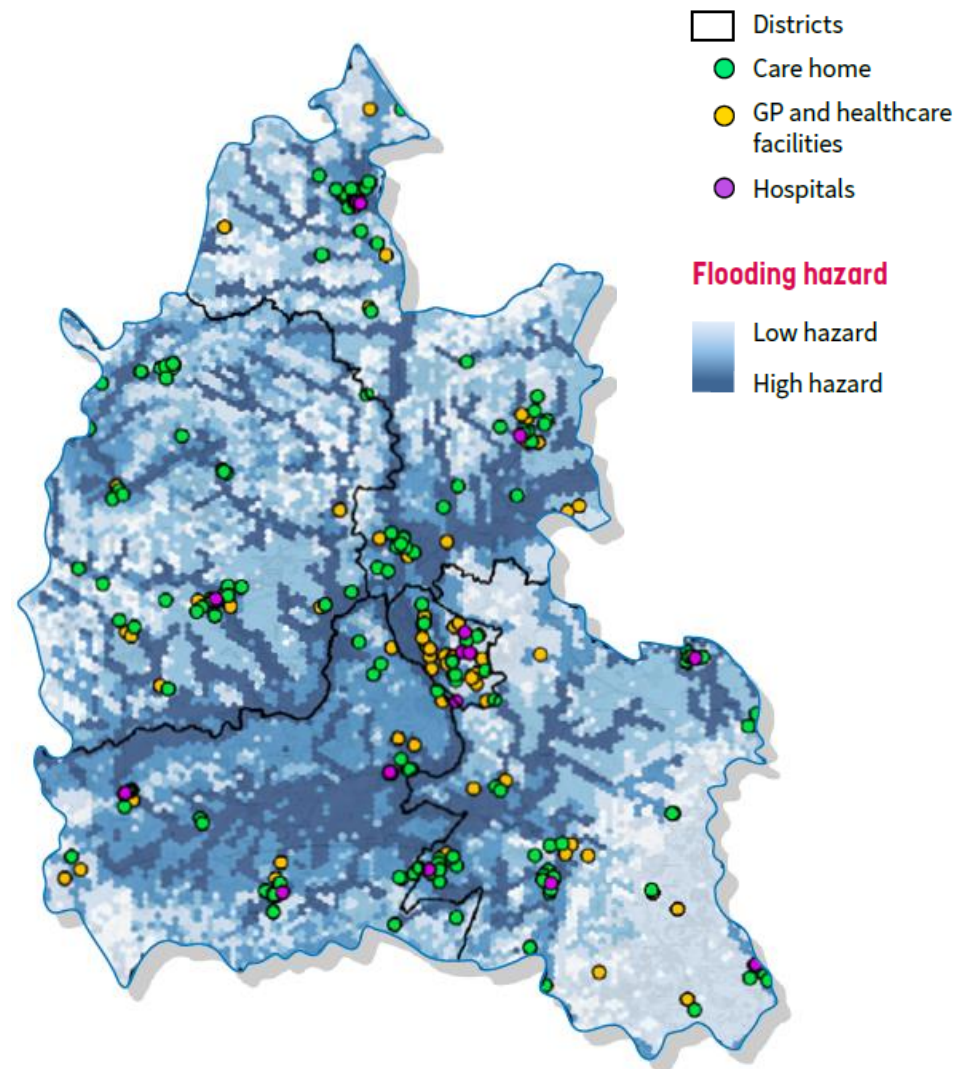 Districts
Care home
GP and healthcare
facilities
Hospitals
Flooding hazard
Low hazard
High hazard